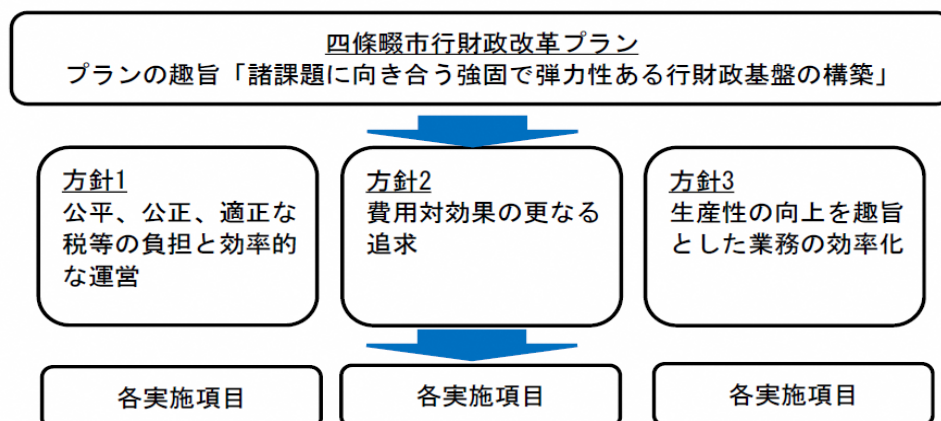 四條畷市行財政改革プラン
プランの趣旨「諸課題に向き合う強固で弾力性ある行財政基盤の構築」
方針1
公平、公正、適正な
税等の負担と効率的
な運営
方針2
費用対効果の更なる
追求
方針3
生産性の向上を趣旨
とした業務の効率化
各実施項目
各実施項目
各実施項目